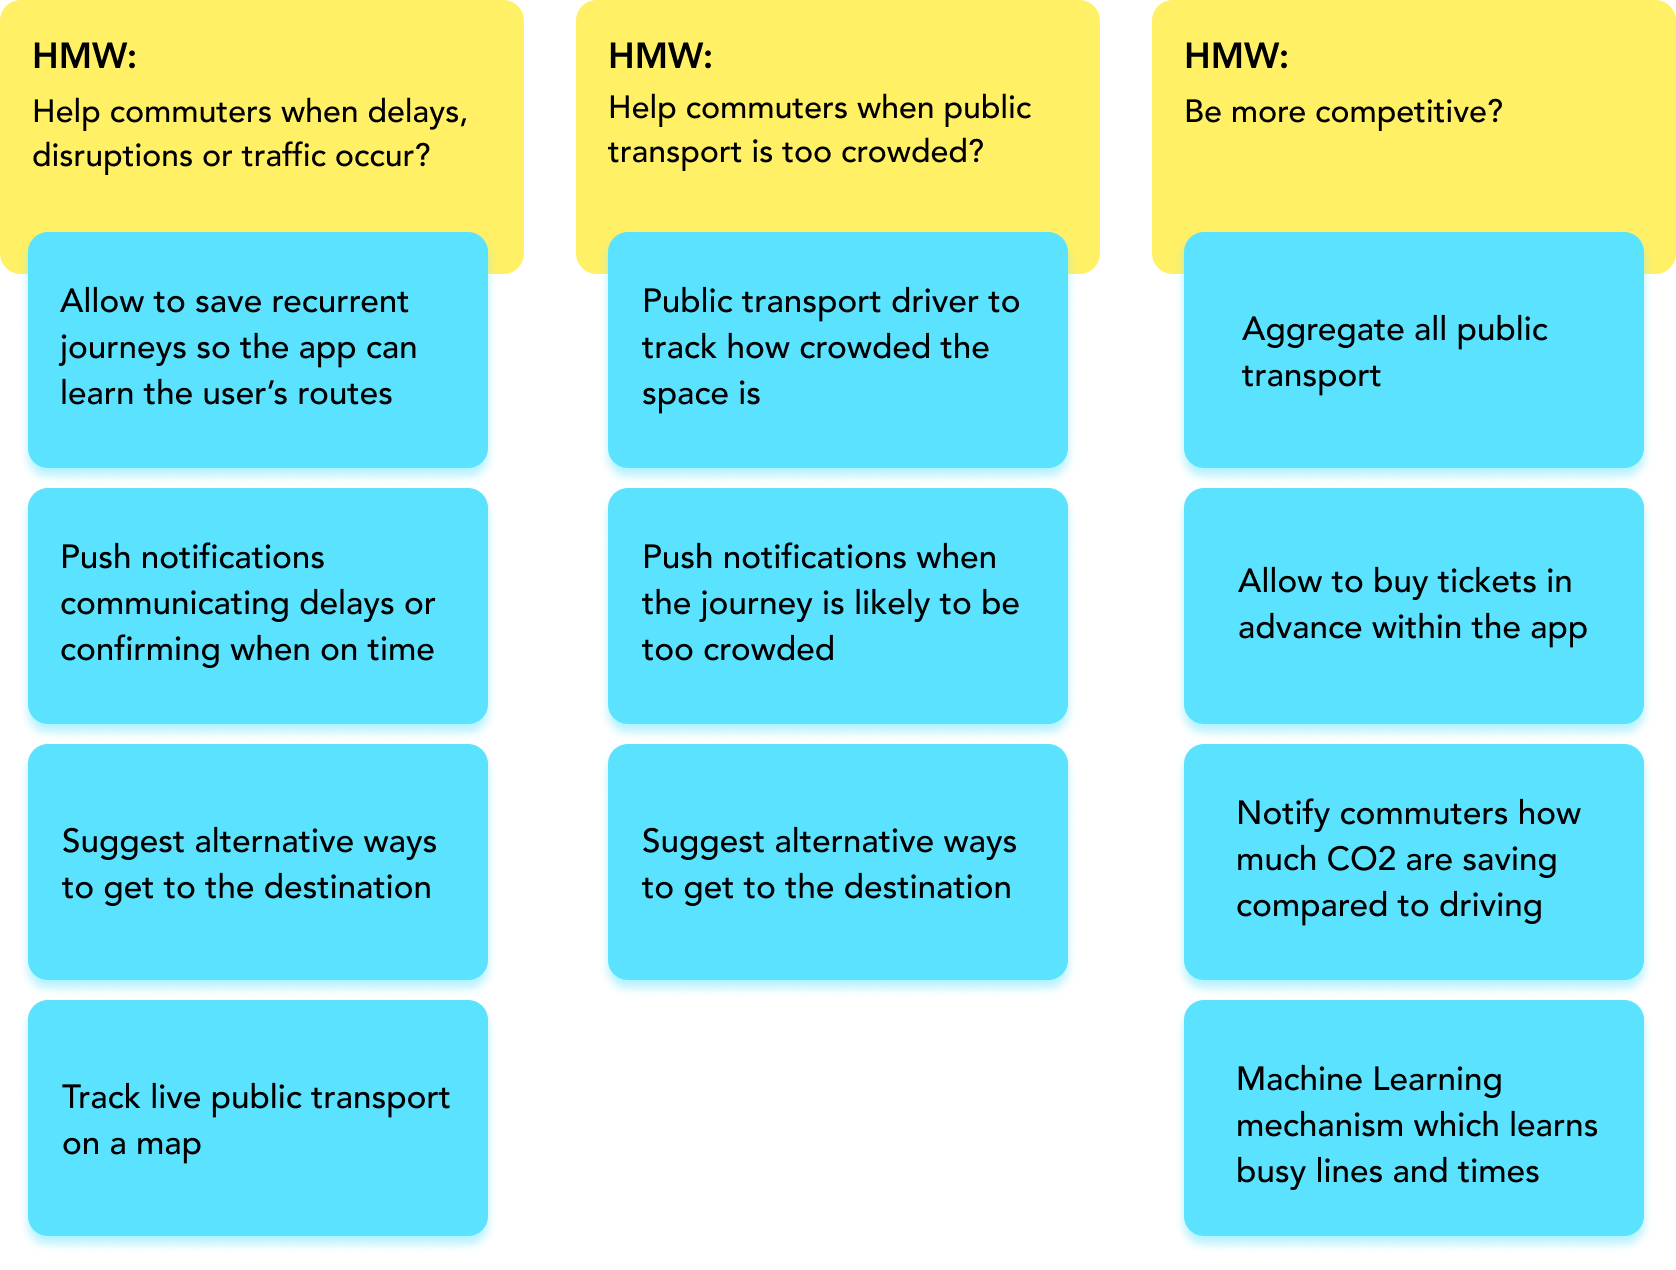 HMW:
Help commuters when delays,
disruptions or traffic occur?
Allow to save recurrent
journeys so the app can
learn the user’s routes
Push notifications
communicating delays or
confirming when on time
Suggest alternative ways
to get to the destination
Track live public transport
on a map
HMW:
Help commuters when public
transport is too crowded?
Public transport driver to
track how crowded the
space is
Push notifications when
the journey is likely to be
too crowded
Suggest alternative ways
to get to the destination
HMW:
Be more competitive?
Aggregate all public
transport
Allow to buy tickets in
advance within the app
Notify commuters how
much CO2 are saving
compared to driving
Machine Learning
mechanism which learns
busy lines and times